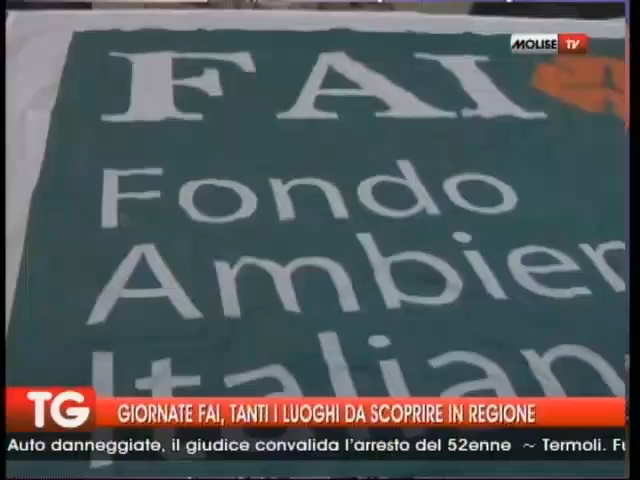 MOLISE TV
FAI
Fondo
Ambien
Italian
TG
GIORNATE FAI, TANTI I LUOGHI DA SCOPRIRE IN REGIONE
Auto danneggiate, il giudice convalida l'arresto del 52enne ~ Termoli. Fu